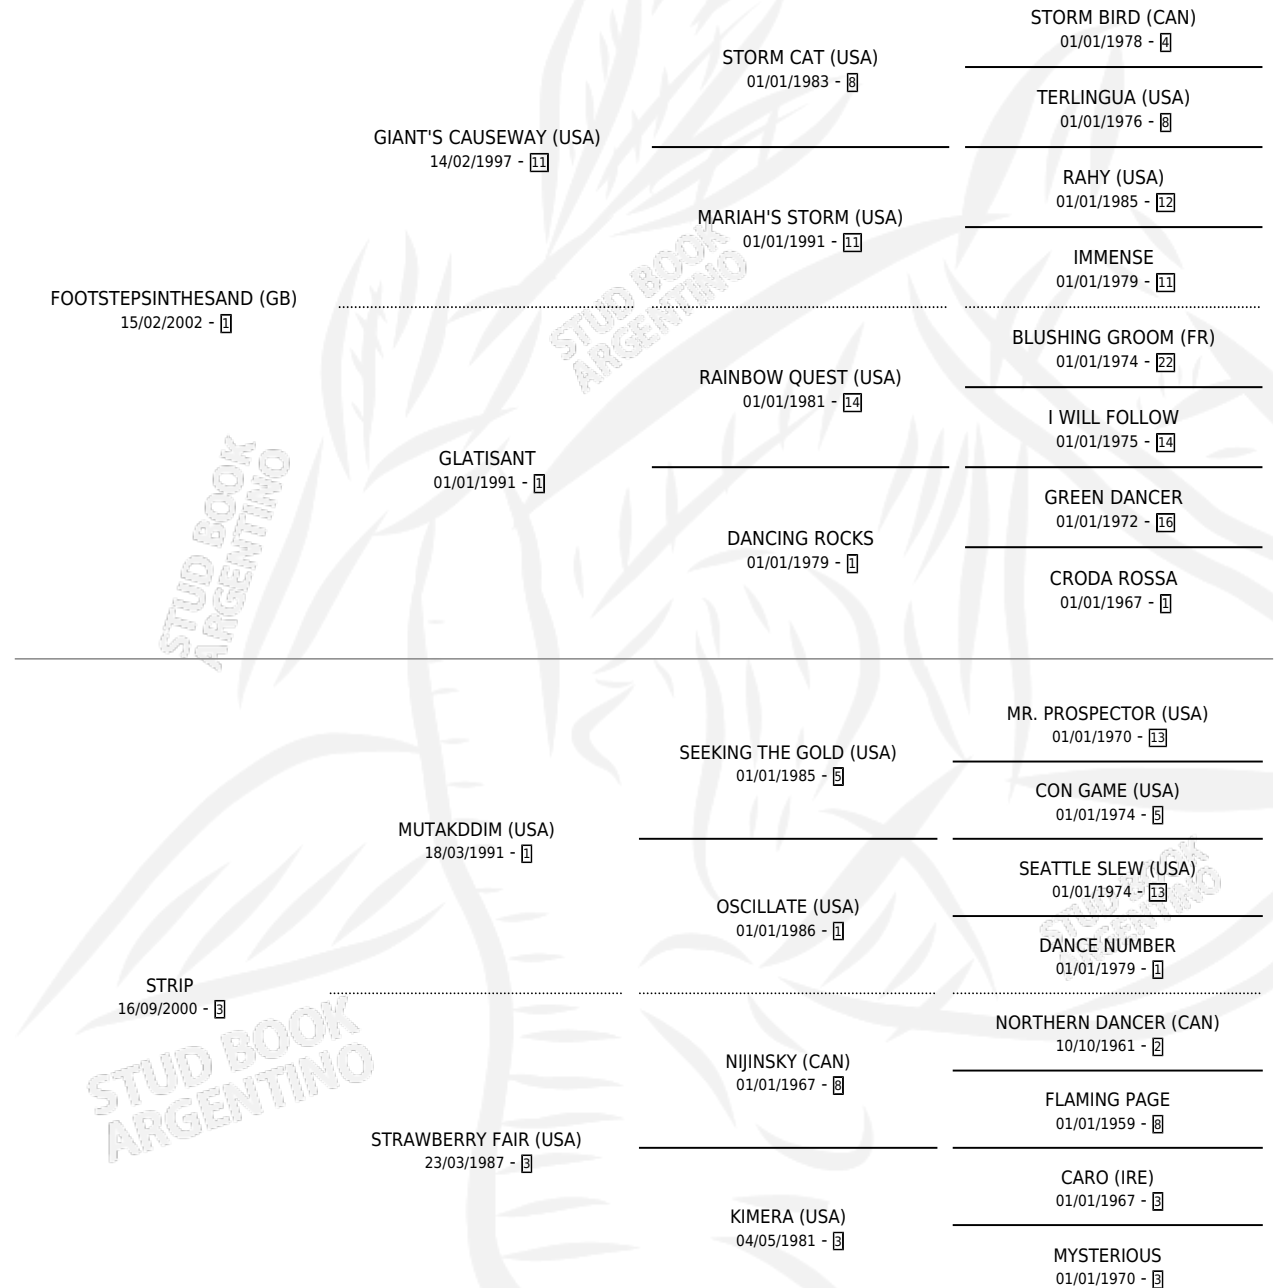 STORM BIRD (CAN)
01/01/1978 - 4
STORM CAT (USA)
01/01/1983 - 8
TERLINGUA (USA)
01/01/1976 - 8
GIANT'S CAUSEWAY (USA)
14/02/1997 - 11
RAHY (USA)
01/01/1985 - 12
MARIAH'S STORM (USA)
01/01/1991 - 11
IMMENSE
01/01/1979 - 11
FOOTSTEPSINTHESAND (GB)
15/02/2002 - 1
BLUSHING GROOM (FR)
01/01/1974 - 22
RAINBOW QUEST (USA)
01/01/1981 - 14
I WILL FOLLOW
01/01/1975 - 14
GLATISANT
01/01/1991 - 1
GREEN DANCER
01/01/1972 - 16
DANCING ROCKS
01/01/1979 - 1
CRODA ROSSA
01/01/1967 - 1
MR. PROSPECTOR (USA)
01/01/1970 - 13
SEEKING THE GOLD (USA)
01/01/1985 - 5
CON GAME (USA)
01/01/1974 - 5
MUTAKDDIM (USA)
18/03/1991 - 1
SEATTLE SLEW (USA)
01/01/1974 - 13
OSCILLATE (USA)
01/01/1986 - 1
DANCE NUMBER
01/01/1979 - 1
STRIP
16/09/2000 - 3
NORTHERN DANCER (CAN)
10/10/1961 - 2
NIJINSKY (CAN)
01/01/1967 - 8
FLAMING PAGE
01/01/1959 - 8
STRAWBERRY FAIR (USA)
23/03/1987 - 3
CARO (IRE)
01/01/1967 - 3
KIMERA (USA)
04/05/1981 - 3
MYSTERIOUS
01/01/1970 - 3
STUD BOOK
ARGENTINO
STUD BOOK
ARGENTINO
STUD BOOK
ARGENTINO
STUD BOOK
ARGENTINO